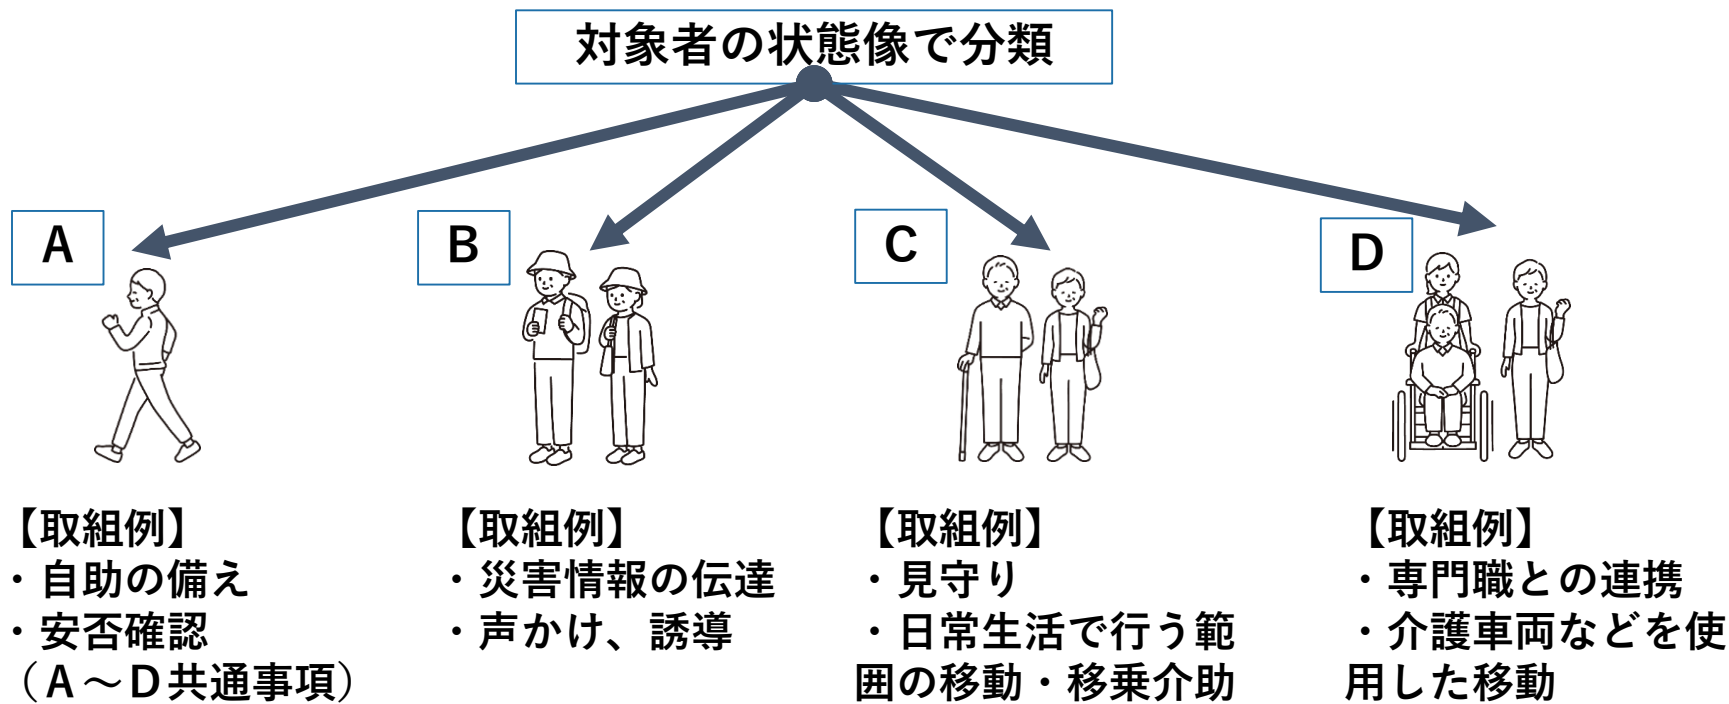 対象者の状態像で分類
A
B
C
D
【取組例】
・自助の備え
・安否確認
（A～D共通事項）
【取組例】
・災害情報の伝達
・声かけ、誘導
【取組例】
・見守り
・日常生活で行う範
囲の移動・移乗介助
【取組例】
・専門職との連携
・介護車両などを使
用した移動